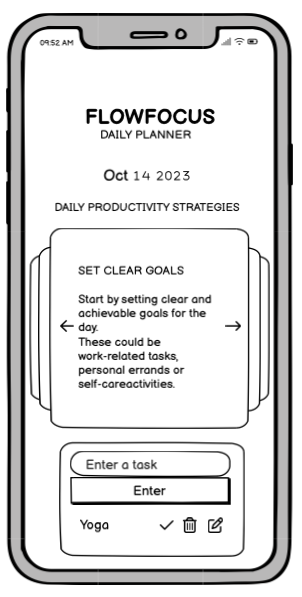 09:52 AM
FLOWFOCUS
DAILY PLANNER
Oct 14 2023
DAILY PRODUCTIVITY STRATEGIES
SET CLEAR GOALS
Start by setting clear and
achievable goals for the
day.
These could be
work-related tasks,
personal errands or
self-careactivities.
Enter a task
Enter
Yoga